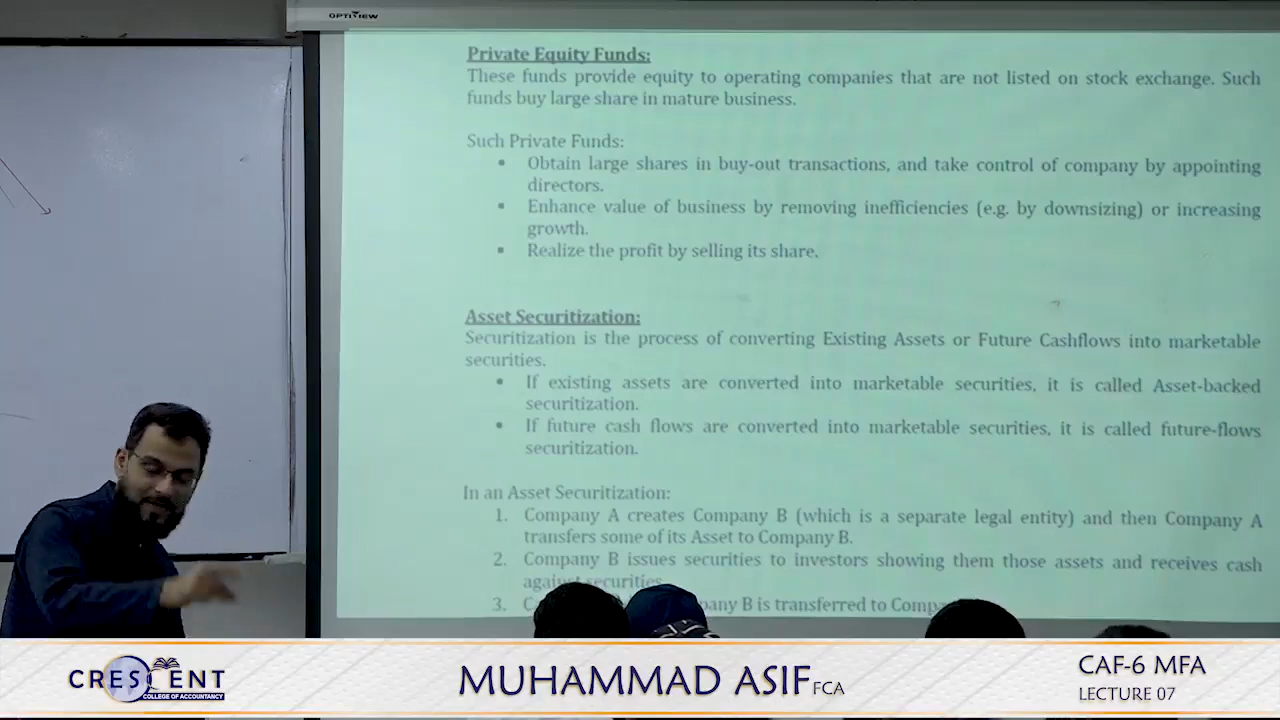 OPTIVIEW
Private Equity Funds:
These funds provide equity to operating companies that are not listed on stock exchange. Such
funds buy large share in mature business.
Such Private Funds:
▪ Obtain large shares in buy-out transactions, and take control of company by appointing
directors.
▪ Enhance value of business by removing inefficiencies (e.g. by downsizing) or increasing
growth.
▪ Realize the profit by selling its share.
Asset Securitization:
Securitization is the process of converting Existing Assets or Future Cashflows into marketable
securities.
• If existing assets are converted into marketable securities, it is called Asset-backed
securitization.
• If future cash flows are converted into marketable securities, it is called future-flows
securitization.
In an Asset Securitization:
1. Company A creates Company B (which is a separate legal entity) and then Company A
transfers some of its Asset to Company B.
2. Company B issues securities to investors showing them those assets and receives cash
against securities.
3. B is transferred to
CRESCENT
COLLEGE OF ACCOUNTANCY
MUHAMMAD ASIF FCA
CAF-6 MFA
LECTURE 07